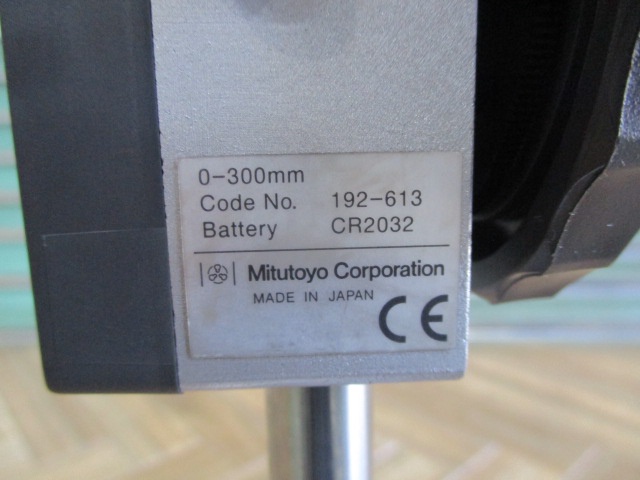 0-300mm
Code No. 192-613
Battery CR2032
Mitutoyo Corporation
MADE IN JAPAN
CE